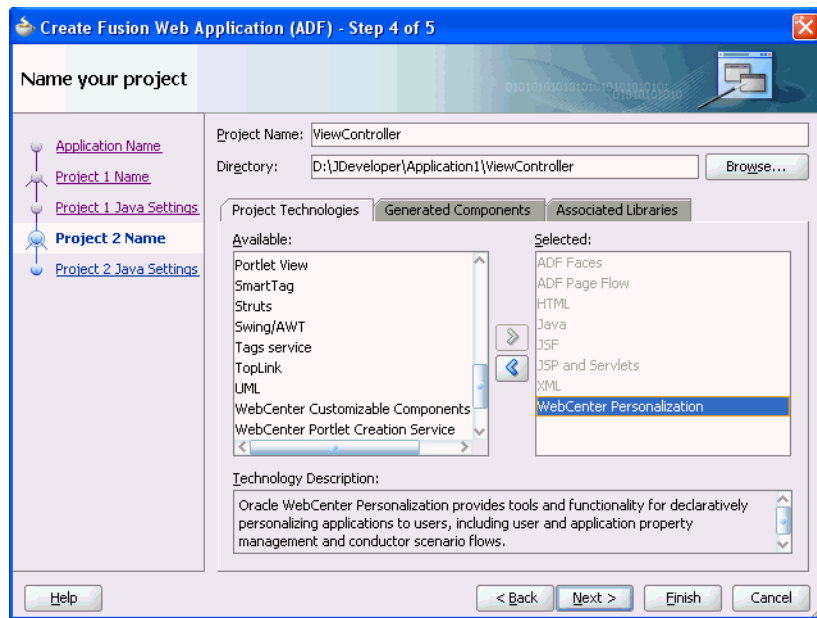 Create Fusion Web Application (ADF) - Step 4 of 5
Name your project
Application Name
Project 1 Name
Project 1 Java Settings
Project 2 Name
Project 2 Java Settings
Project Name: ViewController
Directory: D:\JDeveloper\Application1\ViewController Browse...
Project Technologies Generated Components Associated Libraries
Available:
Portlet View
SmartTag
Struts
Swing/AWT
Tags service
TopLink
UML
WebCenter Customizable Components
WebCenter Portlet Creation Service
Selected:
ADF Faces
ADF Page Flow
HTML
Java
JSF
JSP and Servlets
XML
WebCenter Personalization
Technology Description:
Oracle WebCenter Personalization provides tools and functionality for declaratively
personalizing applications to users, including user and application property
management and conductor scenario flows.
Help < Back Next > Finish Cancel